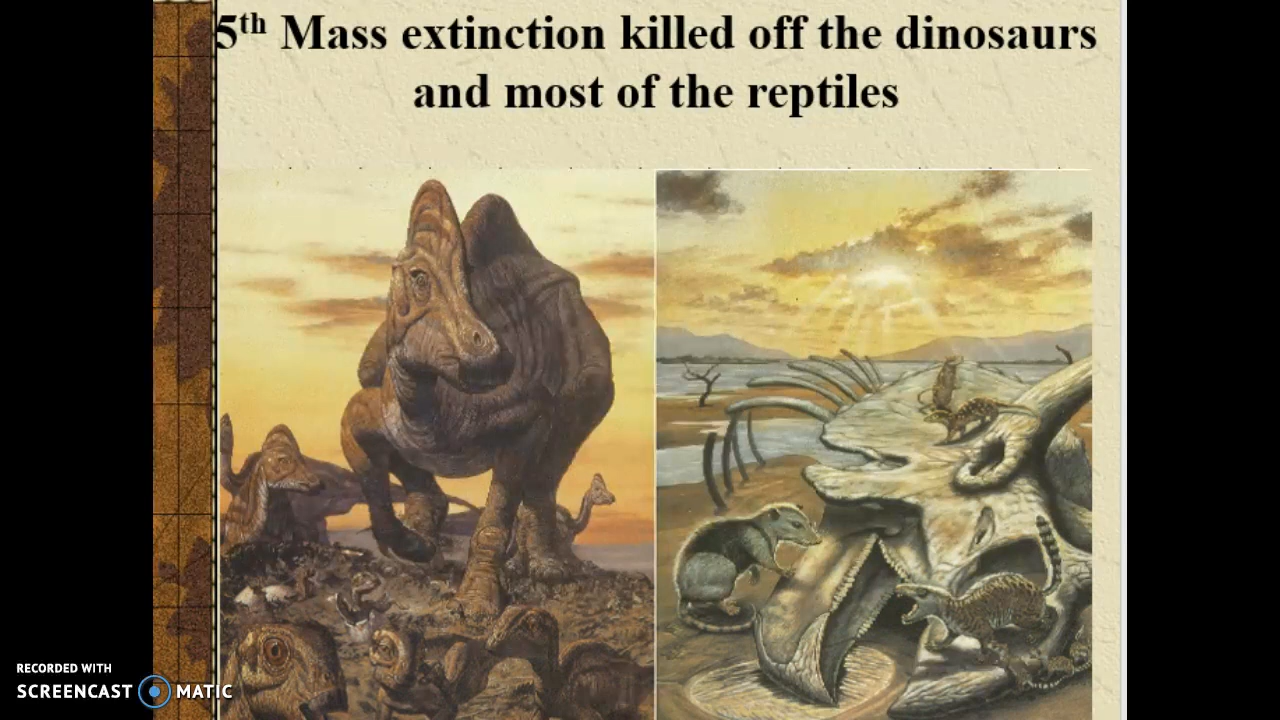 5th Mass extinction killed off the dinosaurs
and most of the reptiles
RECORDED WITH
SCREENCAST MATIC